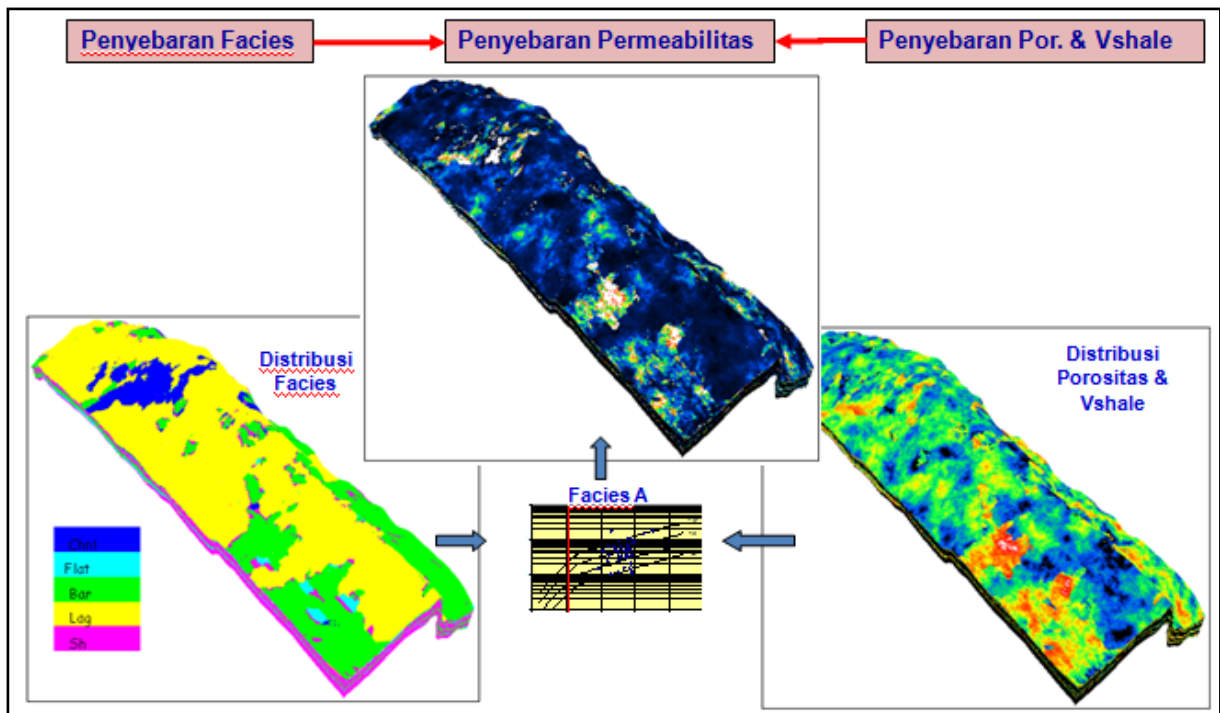 Penyebaran Facies
Penyebaran Permeabilitas
Penyebaran Por. & Vshale
Distribusi
Facies
Distribusi
Porositas &
Vshale
Facies A
Chnl
Flat
Bar
Lag
Sh